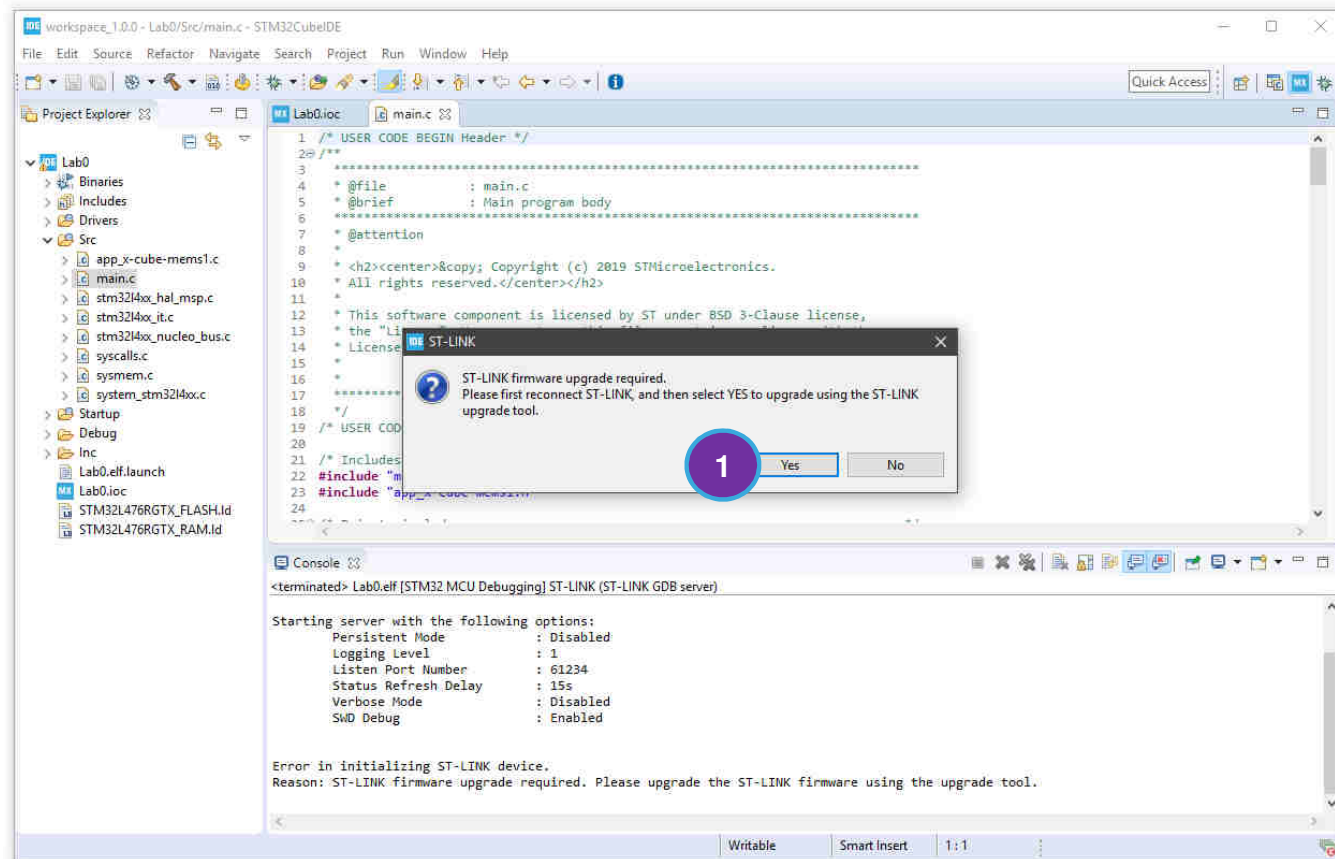 IDE workspace_1.0.0 - Lab0/Src/main.c - STM32CubeIDE
File Edit Source Refactor Navigate Search Project Run Window Help
Quick Access
MX
Project Explorer
Lab0
Binaries
Includes
Drivers
Src
app_x-cube-mems1.c
main.c
stm32l4xx_hal_msp.c
stm32l4xx_it.c
stm32l4xx_nucleo_bus.c
syscalls.c
sysmem.c
system_stm32l4xx.c
Startup
Debug
Inc
Lab0.elf.launch
MX Lab0.ioc
STM32L476RGTX_FLASH.ld
STM32L476RGTX_RAM.ld
MX Lab0.ioc main.c
1 /* USER CODE BEGIN Header */
2 /**
3 ******************************************************************************
4 * @file : main.c
5 * @brief : Main program body
6 ******************************************************************************
7 * @attention
8 *
9 * <h2><center>&copy; Copyright (c) 2019 STMicroelectronics.
10 * All rights reserved.</center></h2>
11 *
12 * This software component is licensed by ST under BSD 3-Clause license,
13 * the "Li
14 * License
15 *
16 *
17 *********
18 */
19 /* USER COD
20
21 /* Includes
22 #include "m
23 #include "app_x-cube-mems1.h"
24
IDE ST-LINK
ST-LINK firmware upgrade required.
Please first reconnect ST-LINK, and then select YES to upgrade using the ST-LINK
upgrade tool.
1 Yes No
Console
<terminated> Lab0.elf [STM32 MCU Debugging] ST-LINK (ST-LINK GDB server)
Starting server with the following options:
Persistent Mode : Disabled
Logging Level : 1
Listen Port Number : 61234
Status Refresh Delay : 15s
Verbose Mode : Disabled
SWD Debug : Enabled
Error in initializing ST-LINK device.
Reason: ST-LINK firmware upgrade required. Please upgrade the ST-LINK firmware using the upgrade tool.
Writable Smart Insert 1 : 1